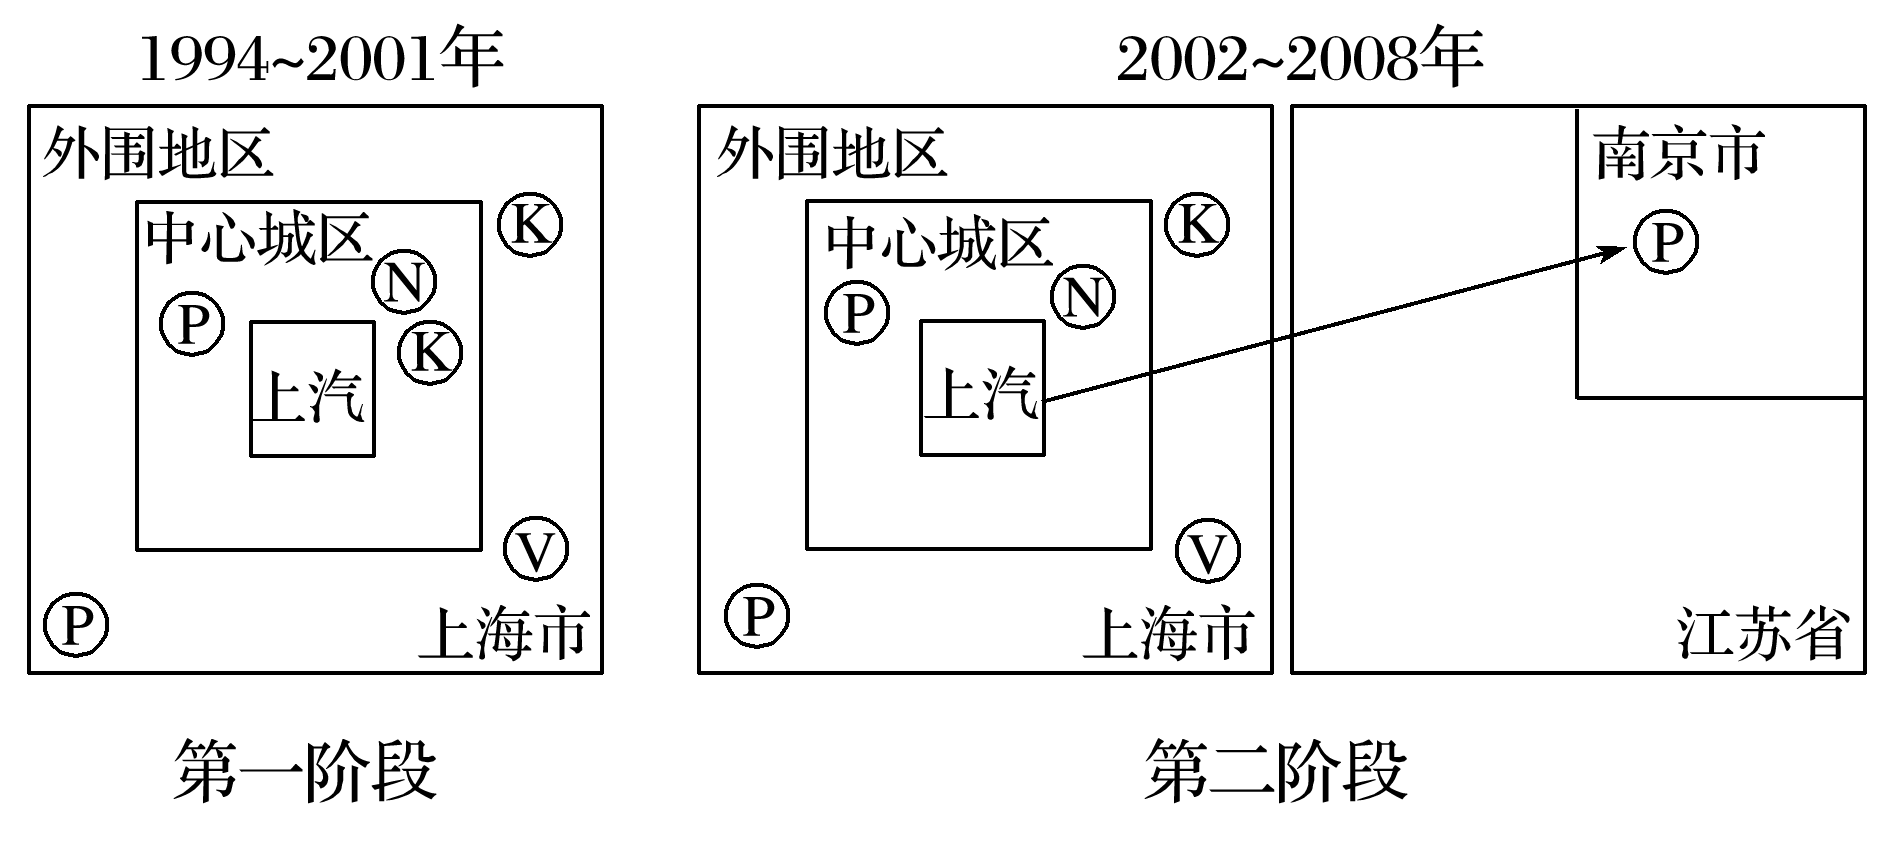 1994~2001年
外围地区
K
中心城区
N
P
K
上汽
V
P
上海市
第一阶段
2002~2008年
外围地区
K
中心城区
N
P
上汽
V
P
上海市
南京市
P
江苏省
第二阶段